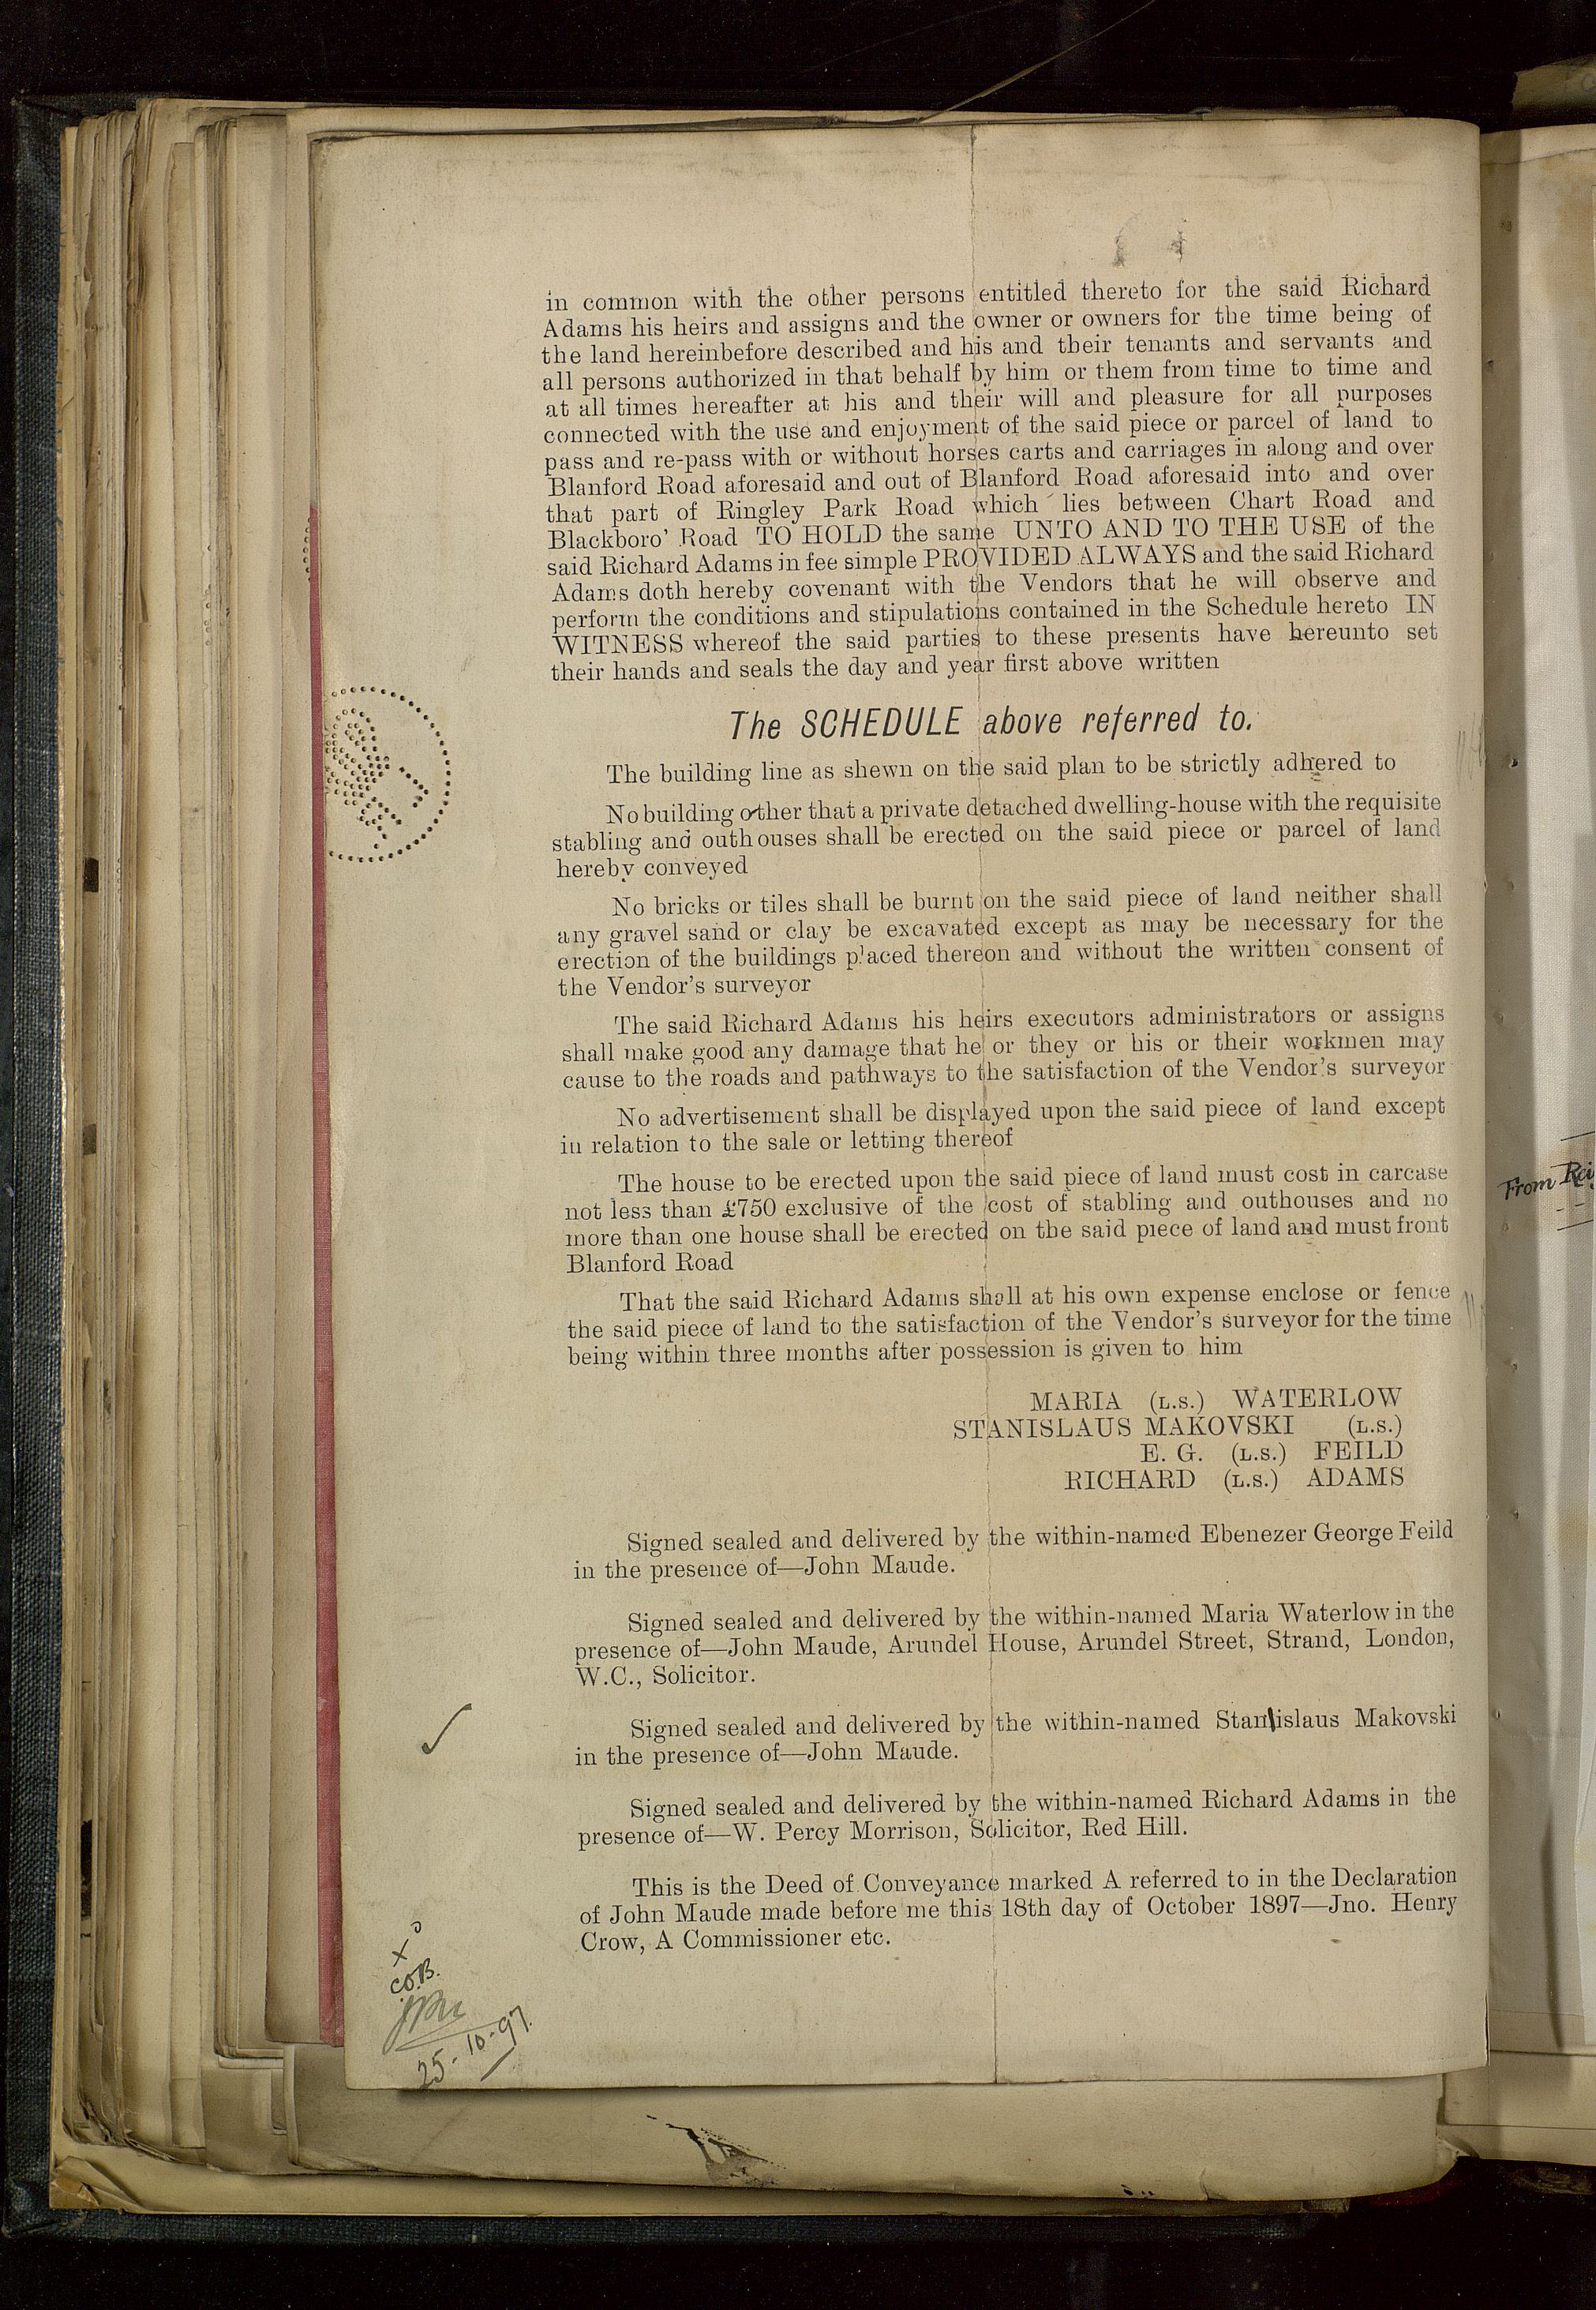 in common with the other persons entitled thereto for the said Richard
Adams his heirs and assigns and the owner or owners for the time being of
the land hereinbefore described and his and their tenants and servants and
all persons authorized in that behalf by him or them from time to time and
at all times hereafter at his and their will and pleasure for all purposes
connected with the use and enjoyment of the said piece or parcel of land to
pass and re-pass with or without horses carts and carriages in along and over
Blanford Road aforesaid and out of Blanford Road aforesaid into and over
that part of Ringley Park Road which lies between Chart Road and
Blackboro' Road TO HOLD the same UNTO AND TO THE USE of the
said Richard Adams in fee simple PROVIDED ALWAYS and the said Richard
Adams doth hereby covenant with the Vendors that he will observe and
perform the conditions and stipulations contained in the Schedule hereto IN
WITNESS whereof the said parties to these presents have hereunto set
their hands and seals the day and year first above written
The SCHEDULE above referred to.
The building line as shewn on the said plan to be strictly adhered to
No building other that a private detached dwelling-house with the requisite
stabling and outhouses shall be erected on the said piece or parcel of land
hereby conveyed
No bricks or tiles shall be burnt on the said piece of land neither shall
any gravel sand or clay be excavated except as may be necessary for the
erection of the buildings placed thereon and without the written consent of
the Vendor's surveyor
The said Richard Adams his heirs executors administrators or assigns
shall make good any damage that he or they or his or their workmen may
cause to the roads and pathways to the satisfaction of the Vendor's surveyor
No advertisement shall be displayed upon the said piece of land except
in relation to the sale or letting thereof
The house to be erected upon the said piece of land must cost in carcase
not less than £750 exclusive of the cost of stabling and outhouses and no
more than one house shall be erected on the said piece of land and must front
Blanford Road
That the said Richard Adams shall at his own expense enclose or fence
the said piece of land to the satisfaction of the Vendor's surveyor for the time
being within three months after possession is given to him
MARIA (L.S.) WATERLOW
STANISLAUS MAKOVSKI (L.S.)
E. G. (L.S.) FEILD
RICHARD (L.S.) ADAMS
Signed sealed and delivered by the within-named Ebenezer George Feild
in the presence of—John Maude.
Signed sealed and delivered by the within-named Maria Waterlow in the
presence of—John Maude, Arundel House, Arundel Street, Strand, London,
W.C., Solicitor.
Signed sealed and delivered by the within-named Stanislaus Makovski
in the presence of—John Maude.
Signed sealed and delivered by the within-named Richard Adams in the
presence of—W. Percy Morrison, Solicitor, Red Hill.
This is the Deed of Conveyance marked A referred to in the Declaration
of John Maude made before me this 18th day of October 1897—Jno. Henry
Crow, A Commissioner etc.
C.O.B.
25-10-97.
From